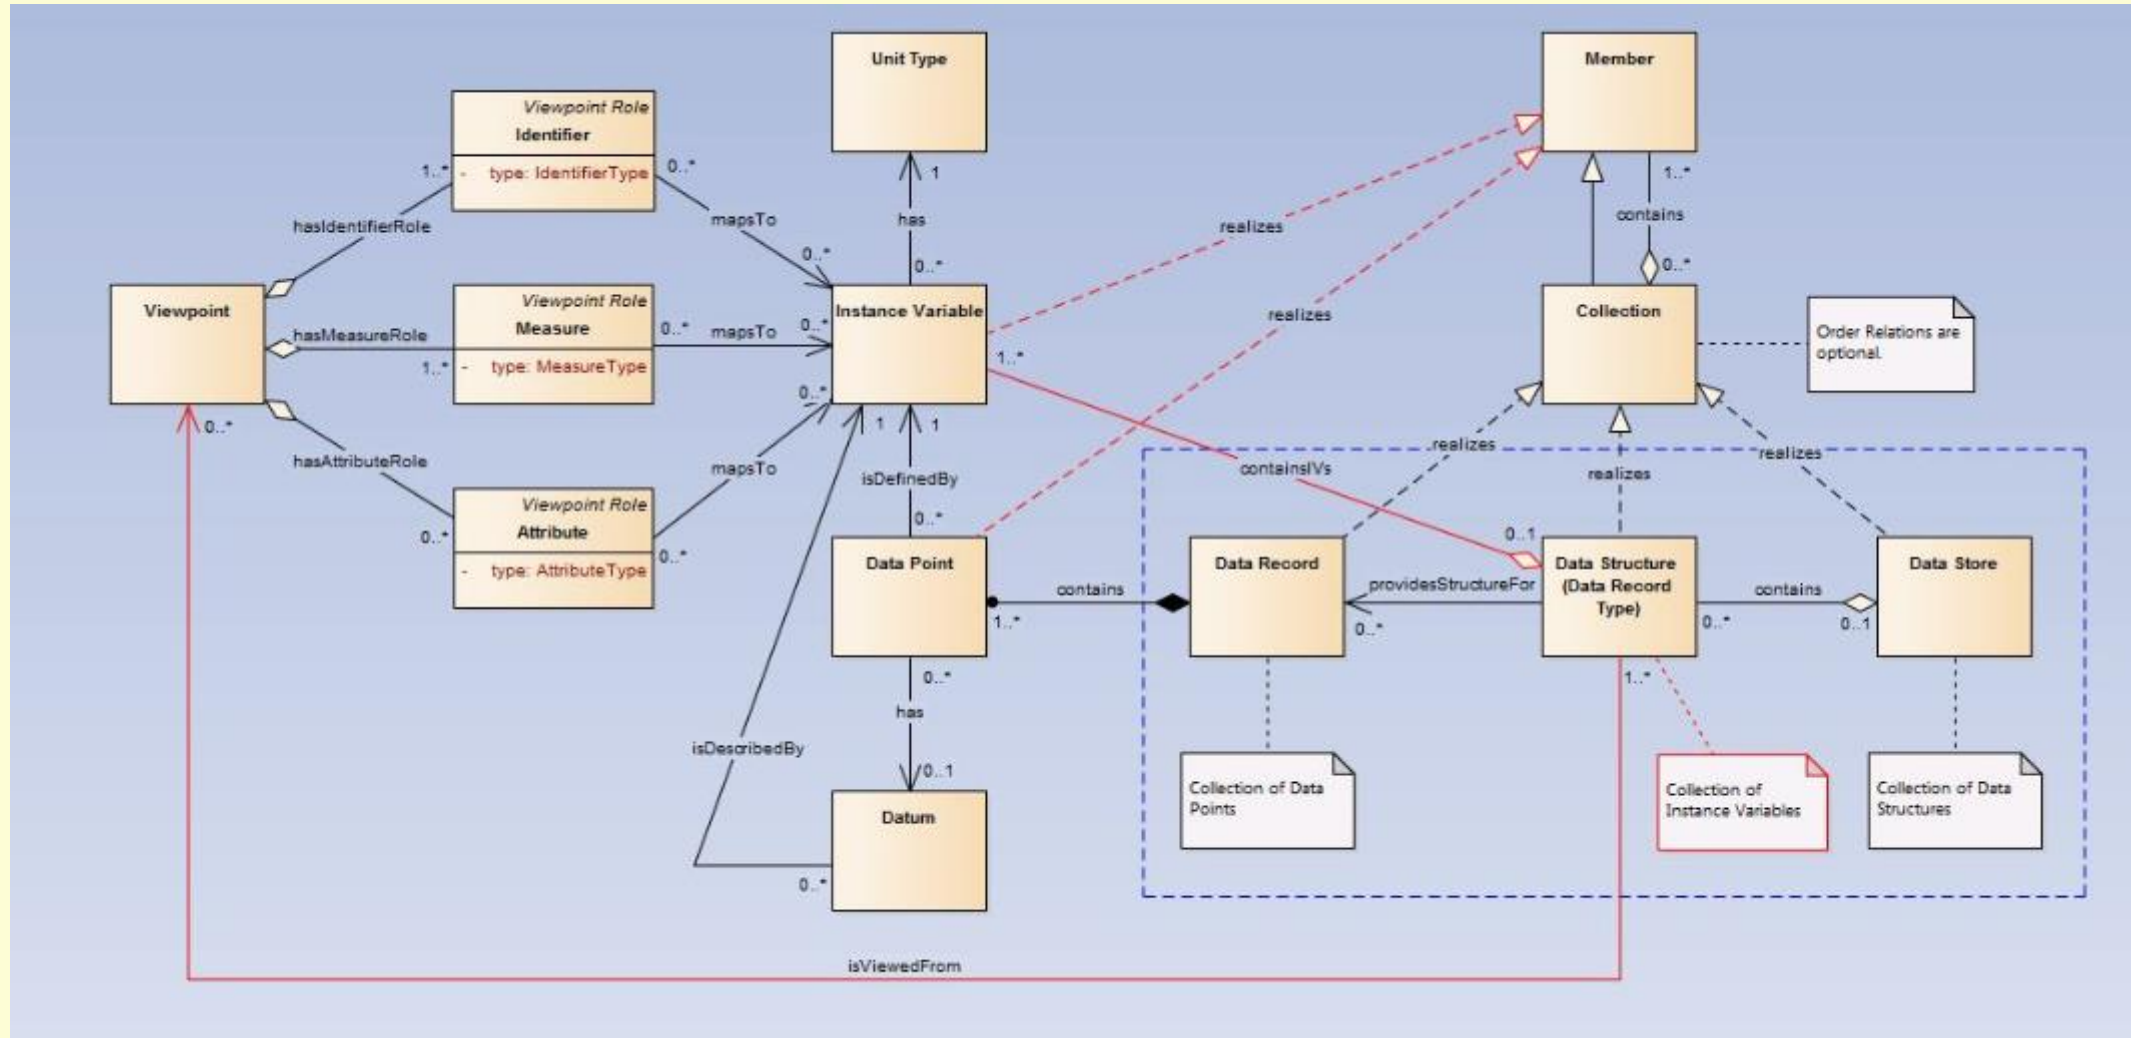 Unit Type
Member
Viewpoint Role
Identifier
- type: IdentifierType
1..*
0..*
hasIdentifierRole
mapsTo
0..*
1
has
0..*
realizes
1..*
contains
0..*
Viewpoint
hasMeasureRole
1..*
Viewpoint Role
Measure
- type: MeasureType
0..*
mapsTo
0..*
Instance Variable
1..*
realizes
Collection
Order Relations are
optional
0..*
hasAttributeRole
0..*
Viewpoint Role
Attribute
- type: AttributeType
0..*
mapsTo
0..*
1
1
isDefinedBy
0..*
containsIVs
0..1
realizes
realizes
realizes
Data Point
contains
1..*
Data Record
providesStructureFor
0..*
Data Structure
(Data Record
Type)
contains
0..*
0..1
Data Store
0..*
has
0..1
1..*
isDescribedBy
Collection of Data
Points
Collection of
Instance Variables
Collection of Data
Structures
Datum
0..*
isViewedFrom